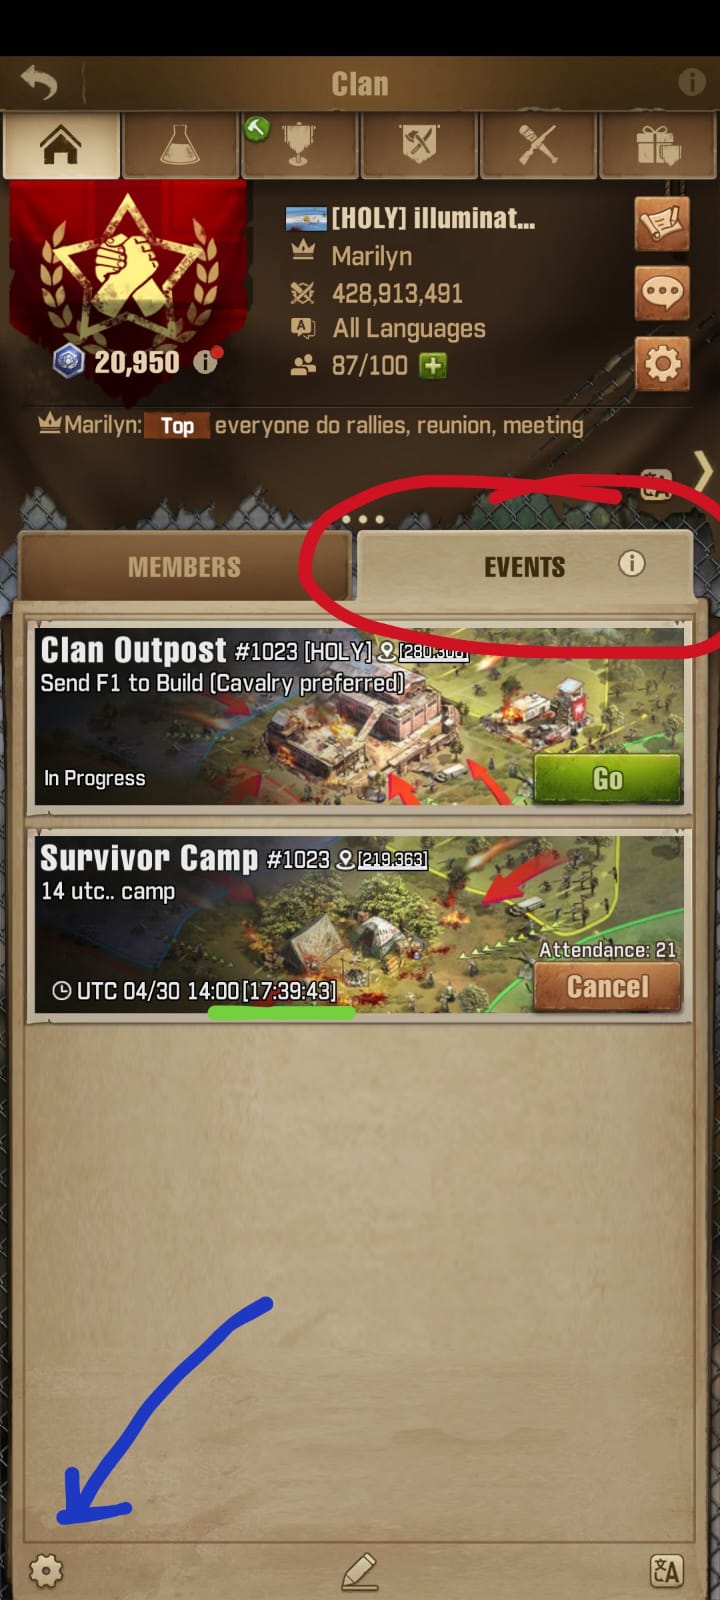 Clan
[HOLY] illuminat...
Marilyn
428,913,491
All Languages
87/100
20,950
Marilyn: Top everyone do rallies, reunion, meeting
MEMBERS
EVENTS
Clan Outpost #1023 [HOLY]
Send F1 to Build (Cavalry preferred)
In Progress
Go
Survivor Camp #1023 [219.363]
14 utc.. camp
Attendance: 21
UTC 04/30 14:00[17:39:43]
Cancel